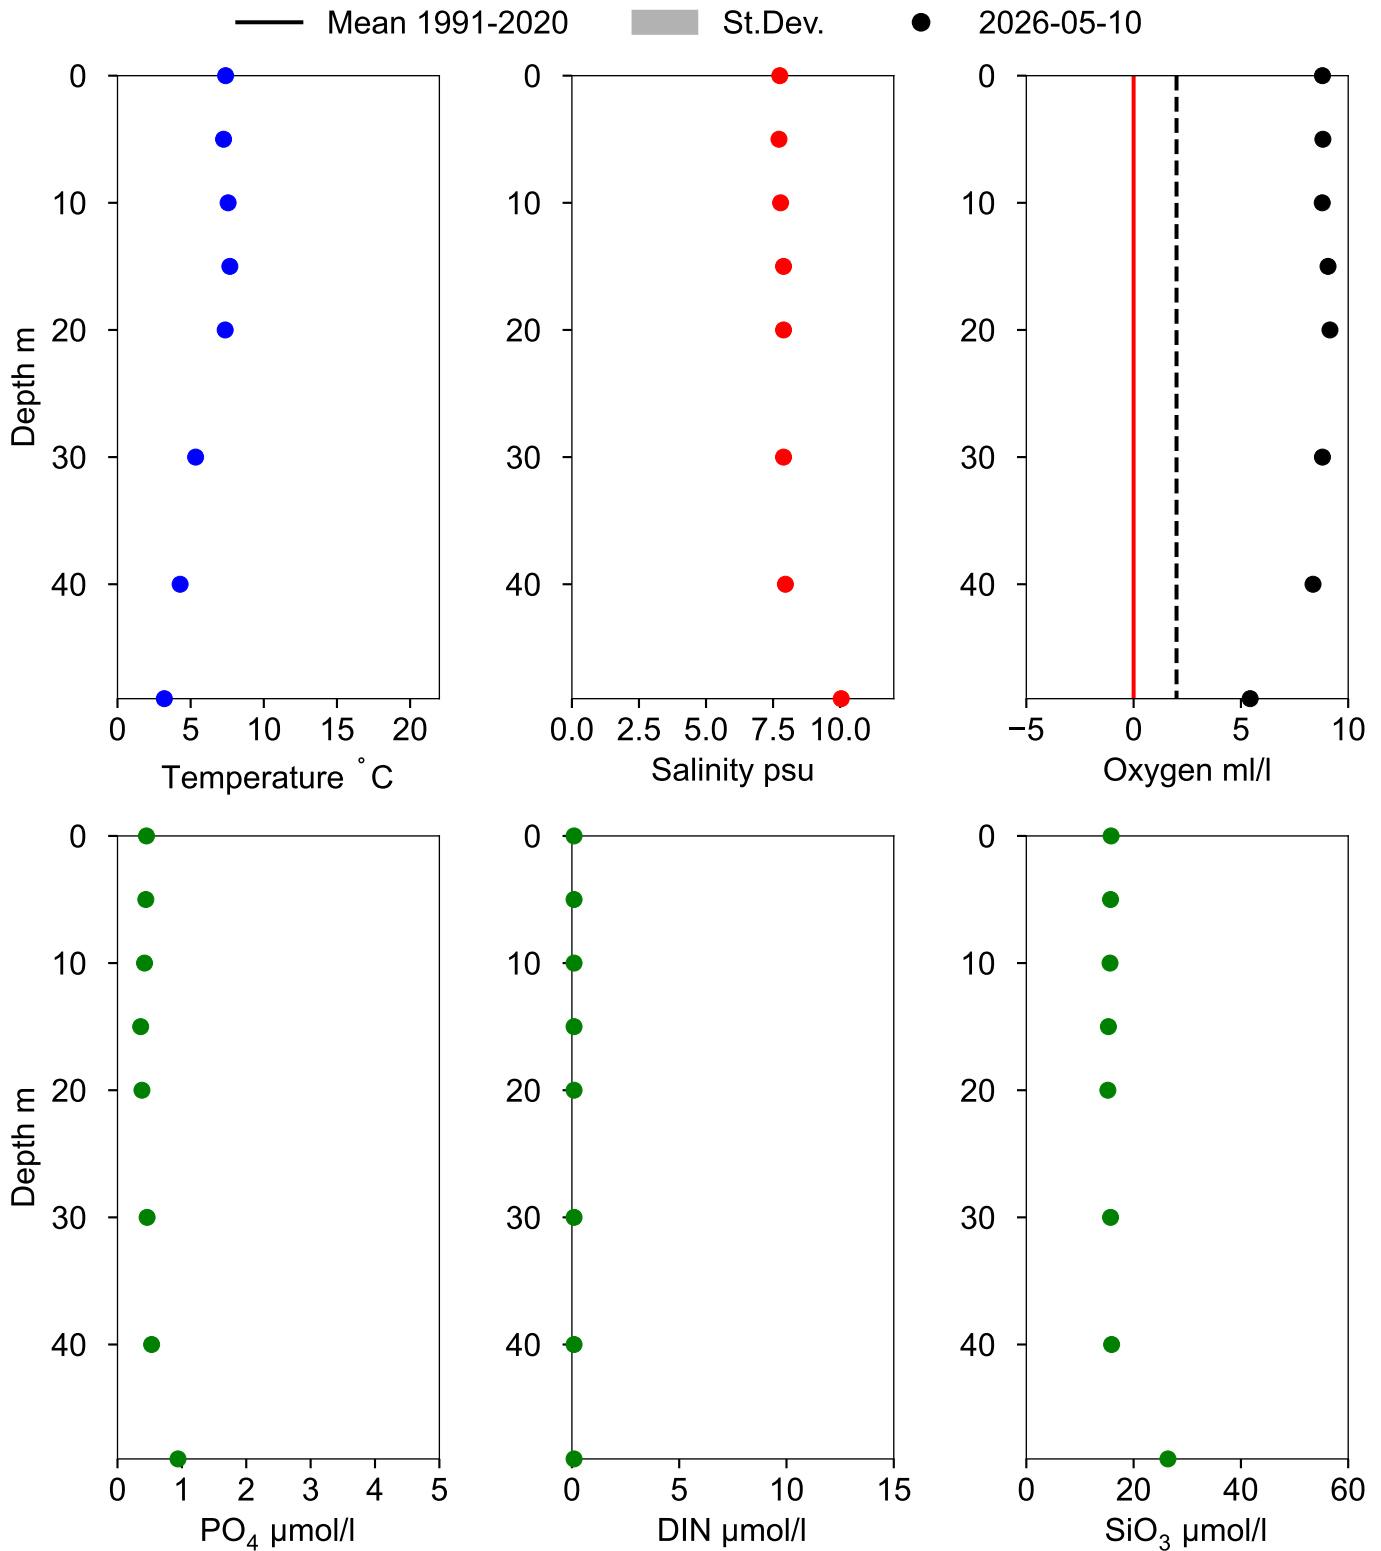 Mean 1991-2020 St.Dev. 2026-05-10
0 0 0
10 10 10
20 20 20
30 30 30
40 40 40
Depth m
0 5 10 15 20 0.0 2.5 5.0 7.5 10.0 −5 0 5 10
Temperature °C Salinity psu Oxygen ml/l
0 0 0
10 10 10
20 20 20
30 30 30
40 40 40
Depth m
0 1 2 3 4 5 0 5 10 15 0 20 40 60
PO4 µmol/l DIN µmol/l SiO3 µmol/l